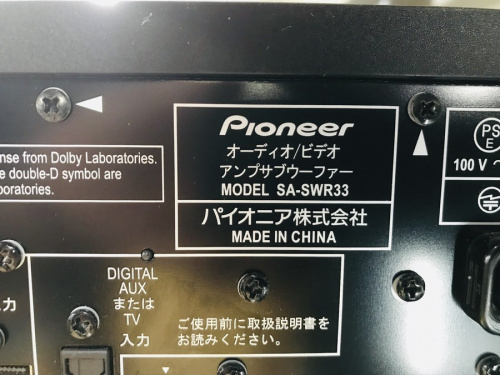 Pioneer
オーディオ/ビデオ
アンプサブウーファー
MODEL SA-SWR33
パイオニア株式会社
MADE IN CHINA
from Dolby Laboratories.
double-D symbol are
PS
E
100 V
DIGITAL
AUX
または
TV
入力
ご使用前に取扱説明書を
お読みください。
入力